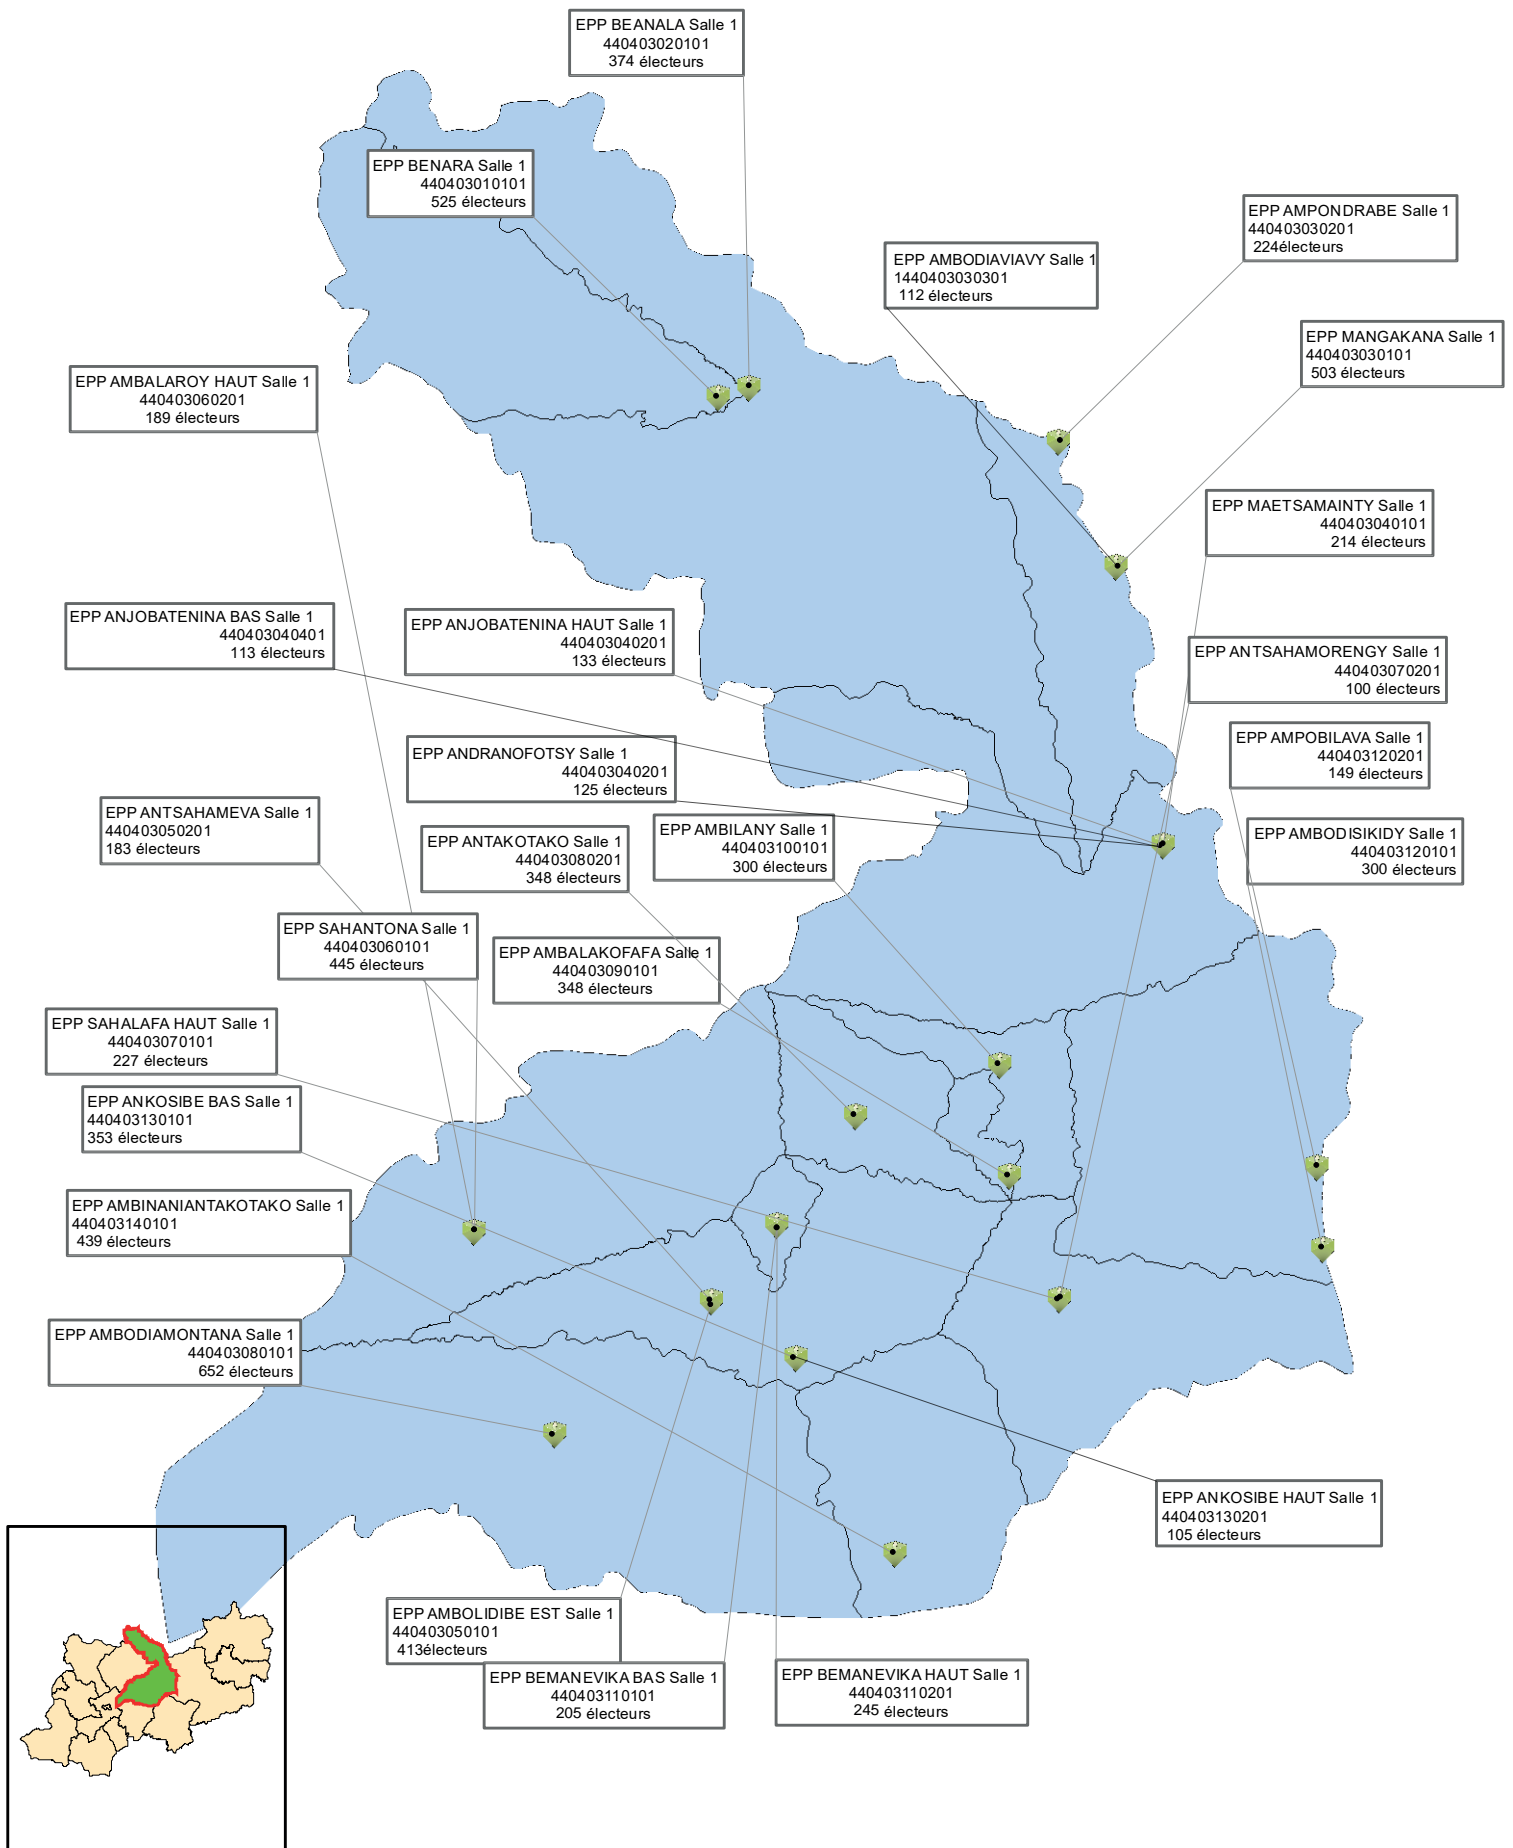 EPP BEANALA Salle 1
440403020101
374 électeurs
EPP BENARA Salle 1
440403010101
525 électeurs
EPP AMPONDRABE Salle 1
440403030201
224électeurs
EPP AMBODIAVIAVY Salle 1
1440403030301
112 électeurs
EPP MANGAKANA Salle 1
440403030101
503 électeurs
EPP AMBALAROY HAUT Salle 1
440403060201
189 électeurs
EPP MAETSAMAINTY Salle 1
440403040101
214 électeurs
EPP ANJOBATENINA BAS Salle 1
440403040401
113 électeurs
EPP ANJOBATENINA HAUT Salle 1
440403040201
133 électeurs
EPP ANTSAHAMORENGY Salle 1
440403070201
100 électeurs
EPP AMPOBILAVA Salle 1
440403120201
149 électeurs
EPP ANDRANOFOTSY Salle 1
440403040201
125 électeurs
EPP ANTSAHAMEVA Salle 1
440403050201
183 électeurs
EPP ANTAKOTAKO Salle 1
440403080201
348 électeurs
EPP AMBILANY Salle 1
440403100101
300 électeurs
EPP AMBODISIKIDY Salle 1
440403120101
300 électeurs
EPP SAHANTONA Salle 1
440403060101
445 électeurs
EPP AMBALAKOFAFA Salle 1
440403090101
348 électeurs
EPP SAHALAFA HAUT Salle 1
440403070101
227 électeurs
EPP ANKOSIBE BAS Salle 1
440403130101
353 électeurs
EPP AMBINANIANTAKOTAKO Salle 1
440403140101
439 électeurs
EPP AMBODIAMONTANA Salle 1
440403080101
652 électeurs
EPP ANKOSIBE HAUT Salle 1
440403130201
105 électeurs
EPP AMBOLIDIBE EST Salle 1
440403050101
413électeurs
EPP BEMANEVIKA BAS Salle 1
440403110101
205 électeurs
EPP BEMANEVIKA HAUT Salle 1
440403110201
245 électeurs